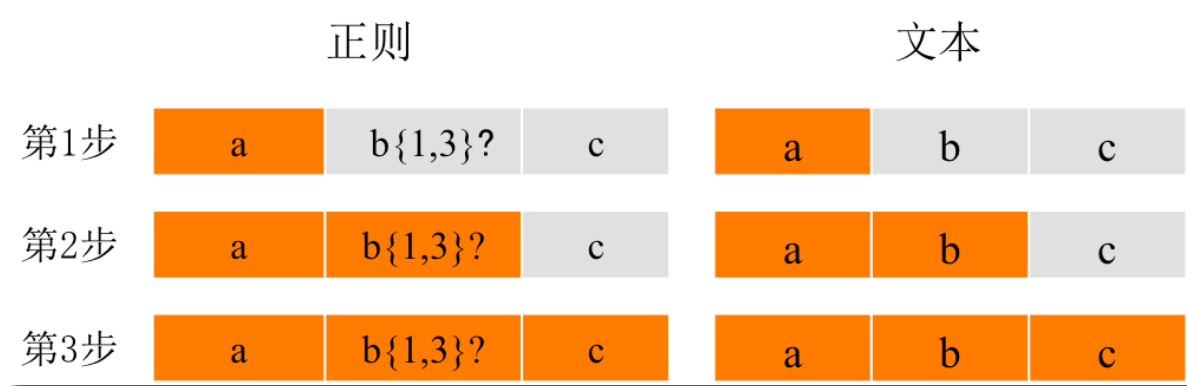 正则 文本
第1步 a b{1,3}? c a b c
第2步 a b{1,3}? c a b c
第3步 a b{1,3}? c a b c